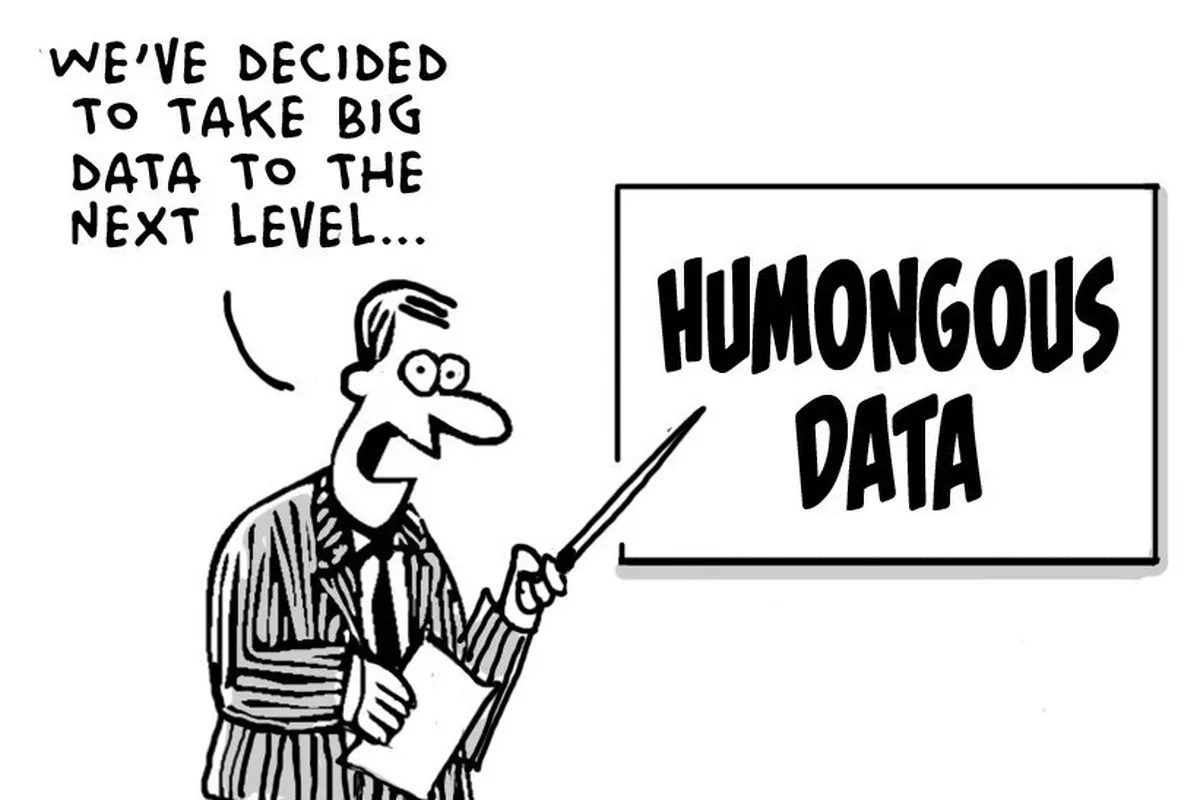 WE'VE DECIDED
TO TAKE BIG
DATA TO THE
NEXT LEVEL...
HUMONGOUS
DATA